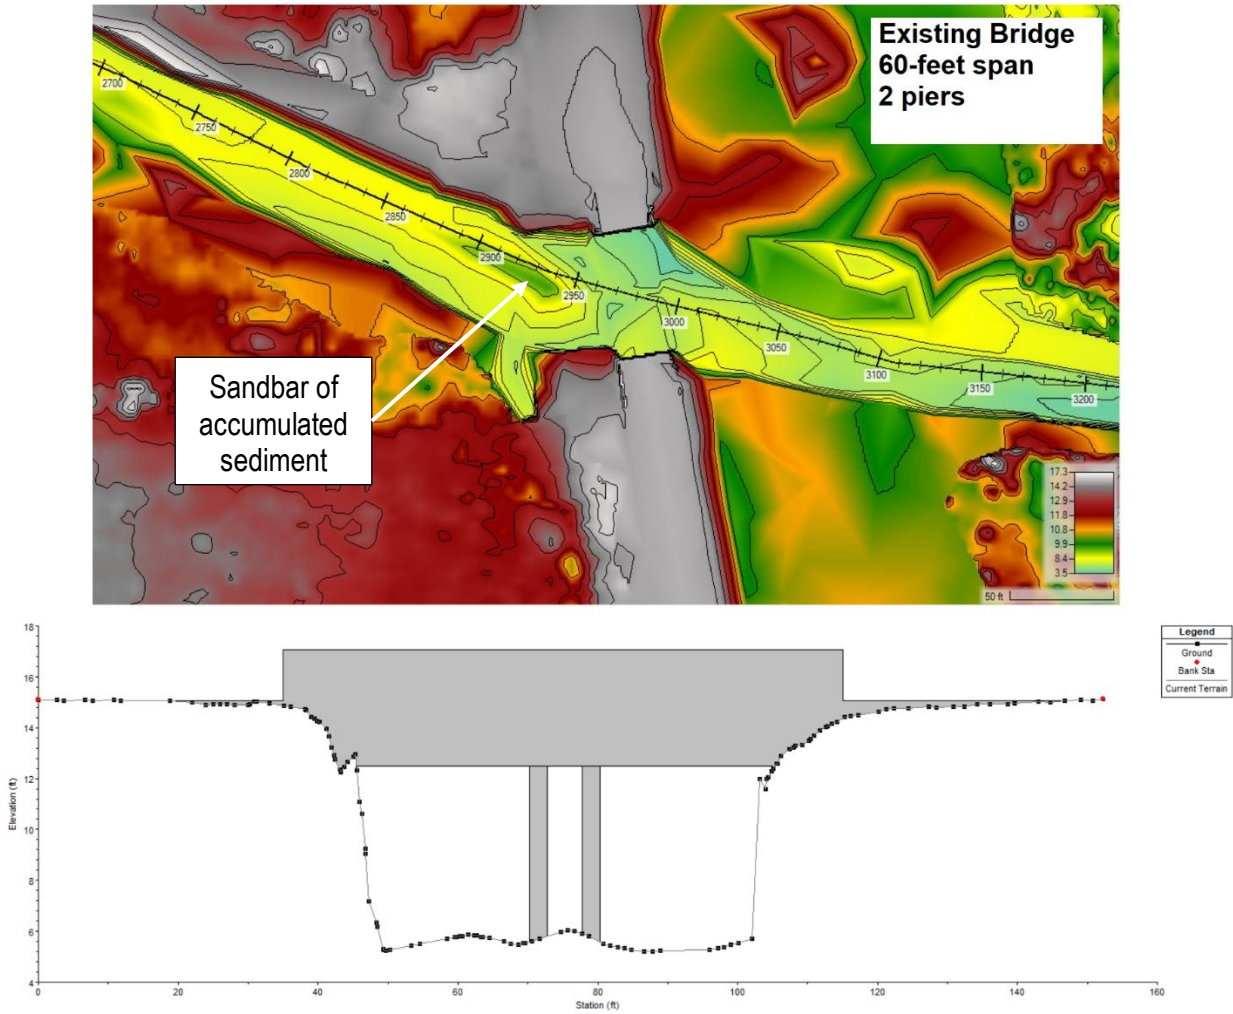 Existing Bridge
60-feet span
2 piers
2700
2750
2800
2850
2900
2950
3000
3050
3100
3150
3200
Sandbar of
accumulated
sediment
17.3
14.2
12.9
11.8
10.8
9.9
8.4
3.5
50 ft
18
16
14
12
10
8
6
4
Elevation (ft)
0
20
40
60
80
100
120
140
160
Station (ft)
Legend
Ground
Bank Sta
Current Terrain